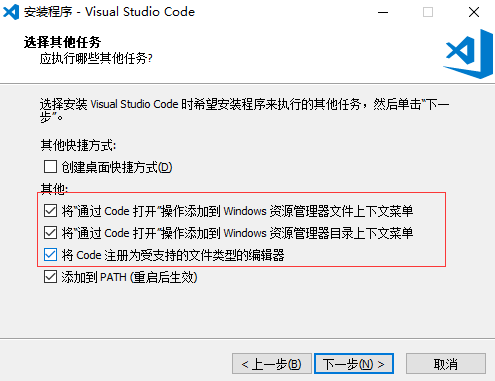 安装程序 - Visual Studio Code
选择其他任务
应执行哪些其他任务?
选择安装 Visual Studio Code 时希望安装程序来执行的其他任务，然后单击“下一
步”。
其他快捷方式:
创建桌面快捷方式(D)
其他:
将“通过 Code 打开”操作添加到 Windows 资源管理器文件上下文菜单
将“通过 Code 打开”操作添加到 Windows 资源管理器目录上下文菜单
将 Code 注册为受支持的文件类型的编辑器
添加到 PATH (重启后生效)
< 上一步(B)
下一步(N) >
取消